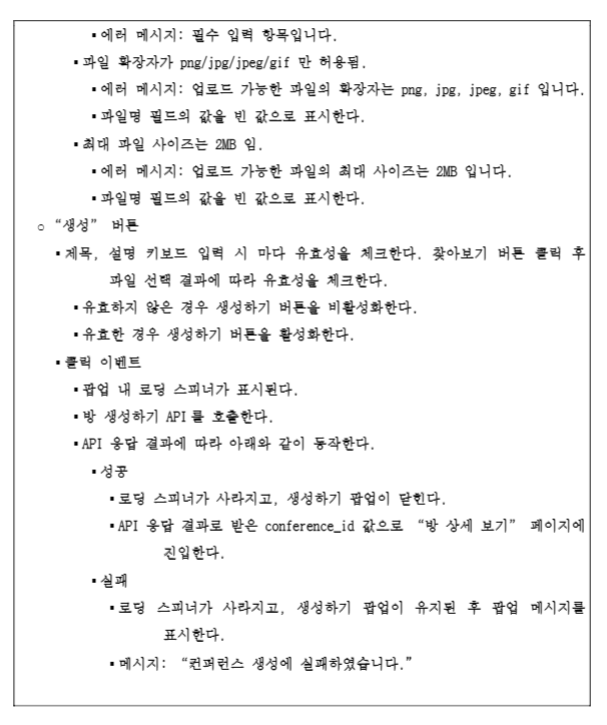 ▪에러 메시지: 필수 입력 항목입니다.
▪파일 확장자가 png/jpg/jpeg/gif 만 허용됨.
▪에러 메시지: 업로드 가능한 파일의 확장자는 png, jpg, jpeg, gif 입니다.
▪파일명 필드의 값을 빈 값으로 표시한다.
▪최대 파일 사이즈는 2MB 임.
▪에러 메시지: 업로드 가능한 파일의 최대 사이즈는 2MB 입니다.
▪파일명 필드의 값을 빈 값으로 표시한다.
○ “생성” 버튼
▪제목, 설명 키보드 입력 시 마다 유효성을 체크한다. 찾아보기 버튼 클릭 후
파일 선택 결과에 따라 유효성을 체크한다.
▪유효하지 않은 경우 생성하기 버튼을 비활성화한다.
▪유효한 경우 생성하기 버튼을 활성화한다.
▪클릭 이벤트
▪팝업 내 로딩 스피너가 표시된다.
▪방 생성하기 API를 호출한다.
▪API 응답 결과에 따라 아래와 같이 동작한다.
▪성공
▪로딩 스피너가 사라지고, 생성하기 팝업이 닫힌다.
▪API 응답 결과로 받은 conference_id 값으로 “방 상세 보기” 페이지에
진입한다.
▪실패
▪로딩 스피너가 사라지고, 생성하기 팝업이 유지된 후 팝업 메시지를
표시한다.
▪메시지: “컨퍼런스 생성에 실패하였습니다.”